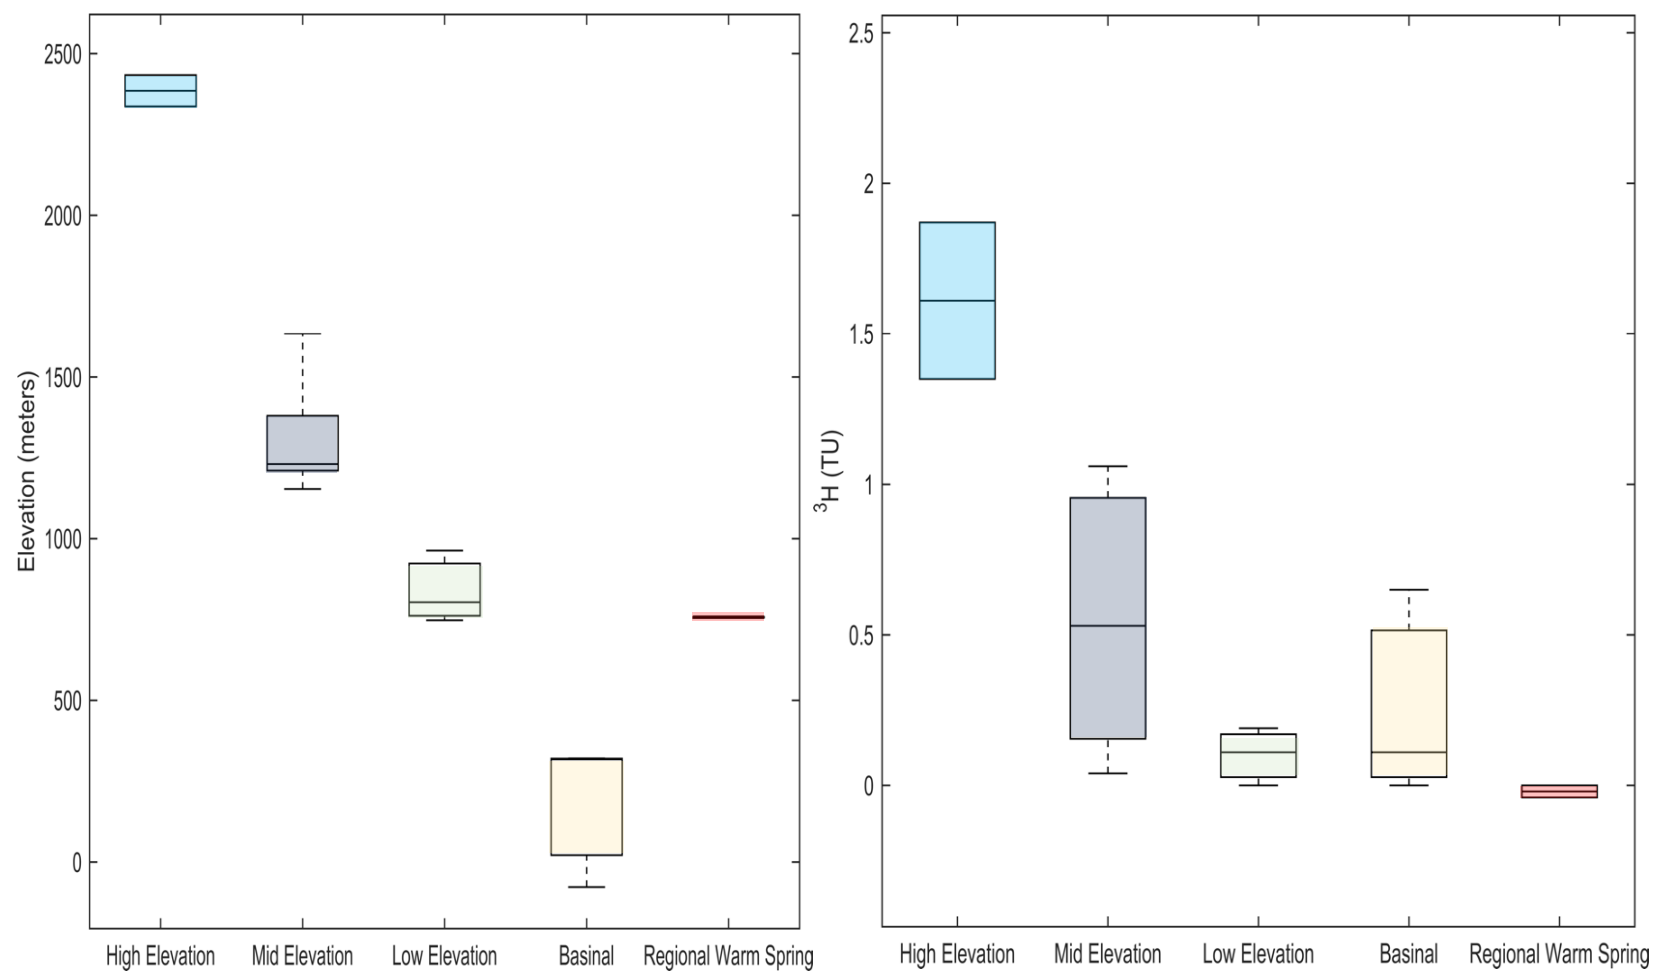 Elevation (meters)
2500
2000
1500
1000
500
0
High Elevation
Mid Elevation
Low Elevation
Basinal
Regional Warm Spring
³H (TU)
2.5
2
1.5
1
0.5
0
High Elevation
Mid Elevation
Low Elevation
Basinal
Regional Warm Spring